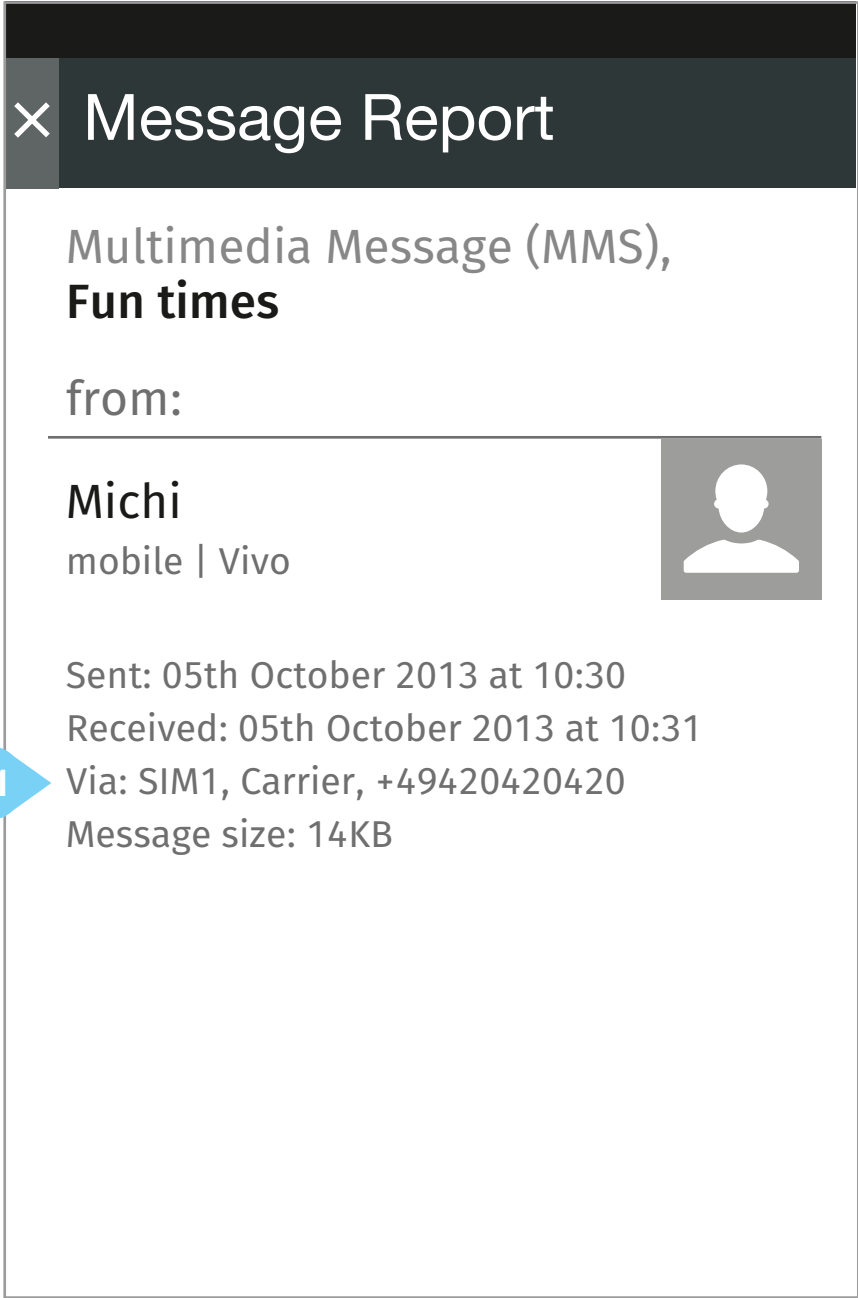 Message Report
Multimedia Message (MMS),
Fun times
from:
Michi
mobile | Vivo
Sent: 05th October 2013 at 10:30
Received: 05th October 2013 at 10:31
Via: SIM1, Carrier, +49420420420
Message size: 14KB